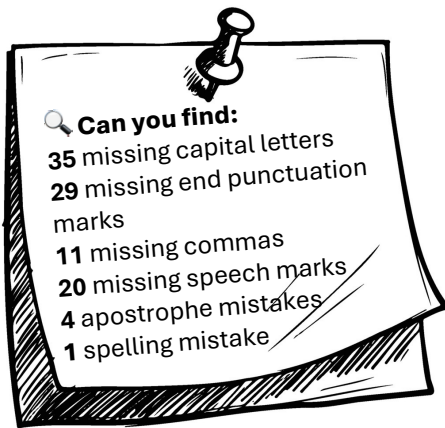 🔍 Can you find:
35 missing capital letters
29 missing end punctuation
marks
11 missing commas
20 missing speech marks
4 apostrophe mistakes
1 spelling mistake